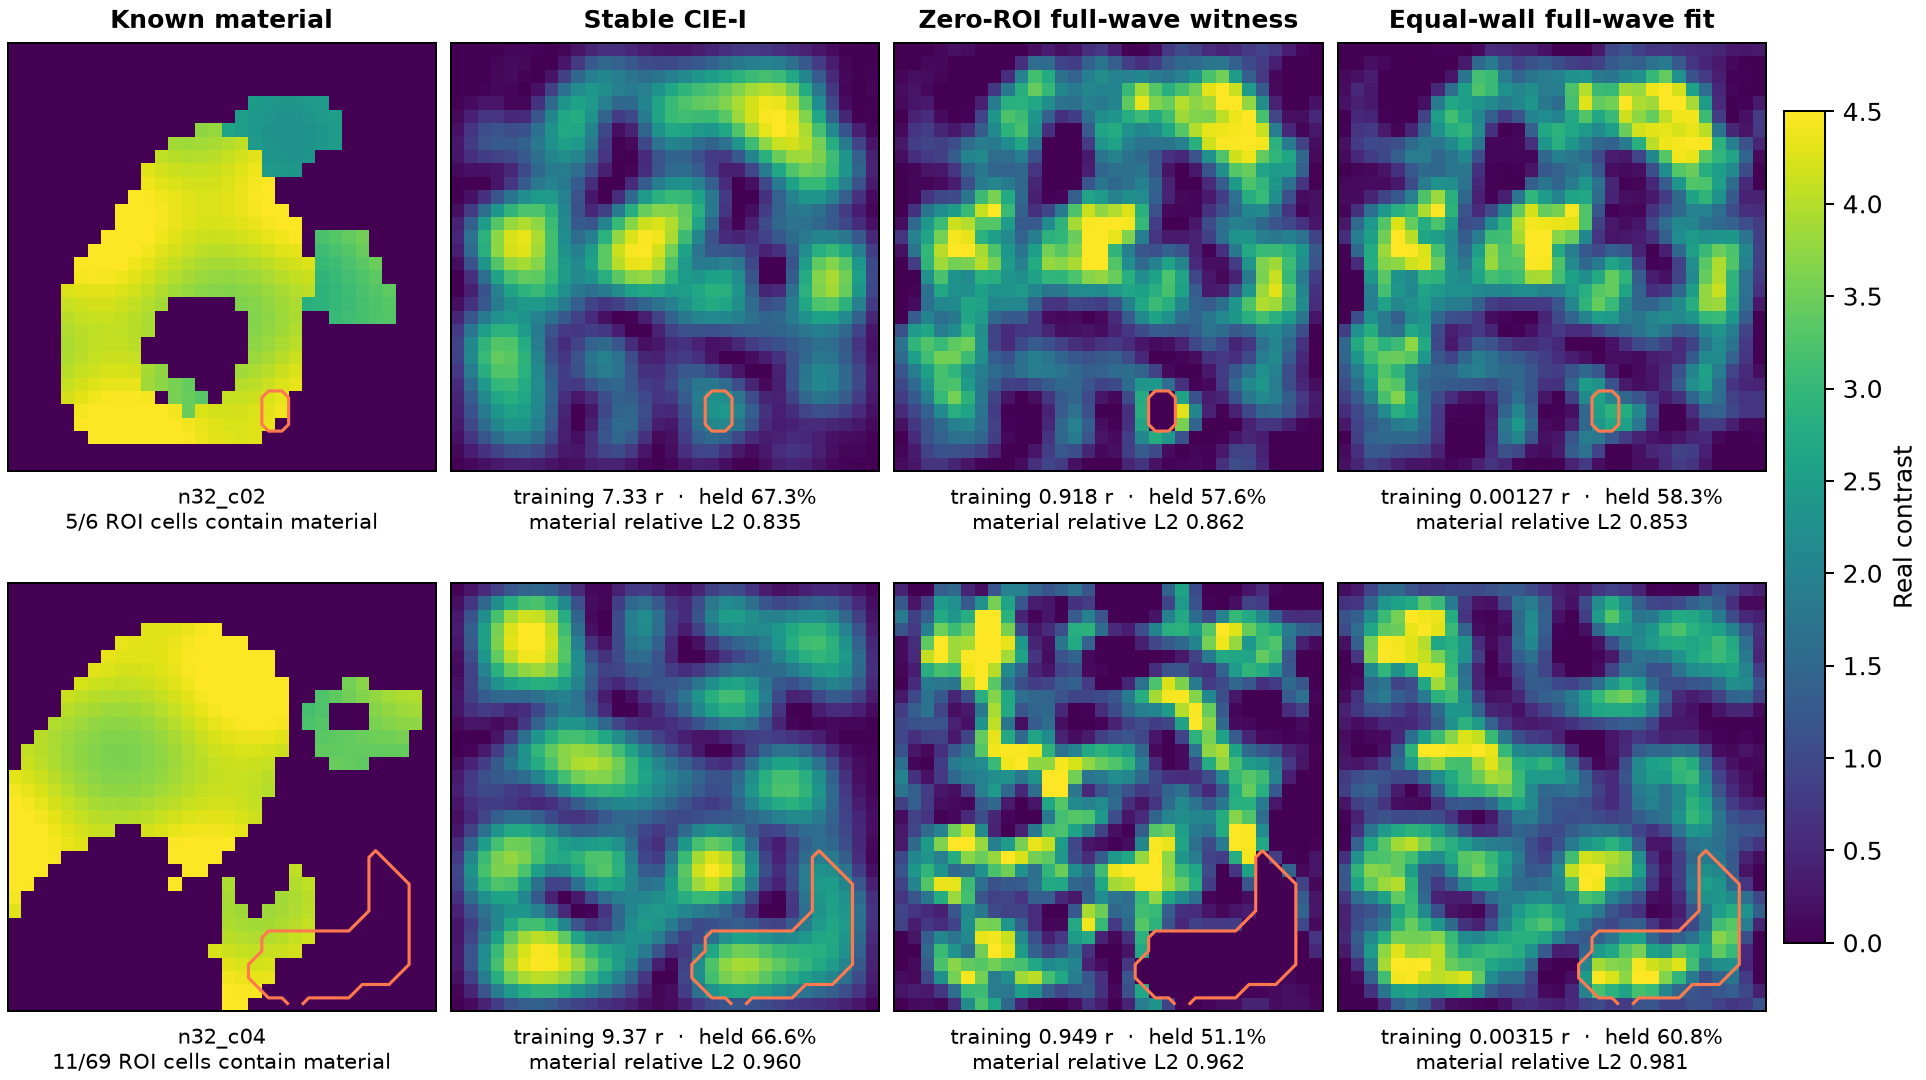 Known material
Stable CIE-I
Zero-ROI full-wave witness
Equal-wall full-wave fit
n32_c02
5/6 ROI cells contain material
training 7.33 r · held 67.3%
material relative L2 0.835
training 0.918 r · held 57.6%
material relative L2 0.862
training 0.00127 r · held 58.3%
material relative L2 0.853
n32_c04
11/69 ROI cells contain material
training 9.37 r · held 66.6%
material relative L2 0.960
training 0.949 r · held 51.1%
material relative L2 0.962
training 0.00315 r · held 60.8%
material relative L2 0.981
4.5
4.0
3.5
3.0
2.5
2.0
1.5
1.0
0.5
0.0
Real contrast